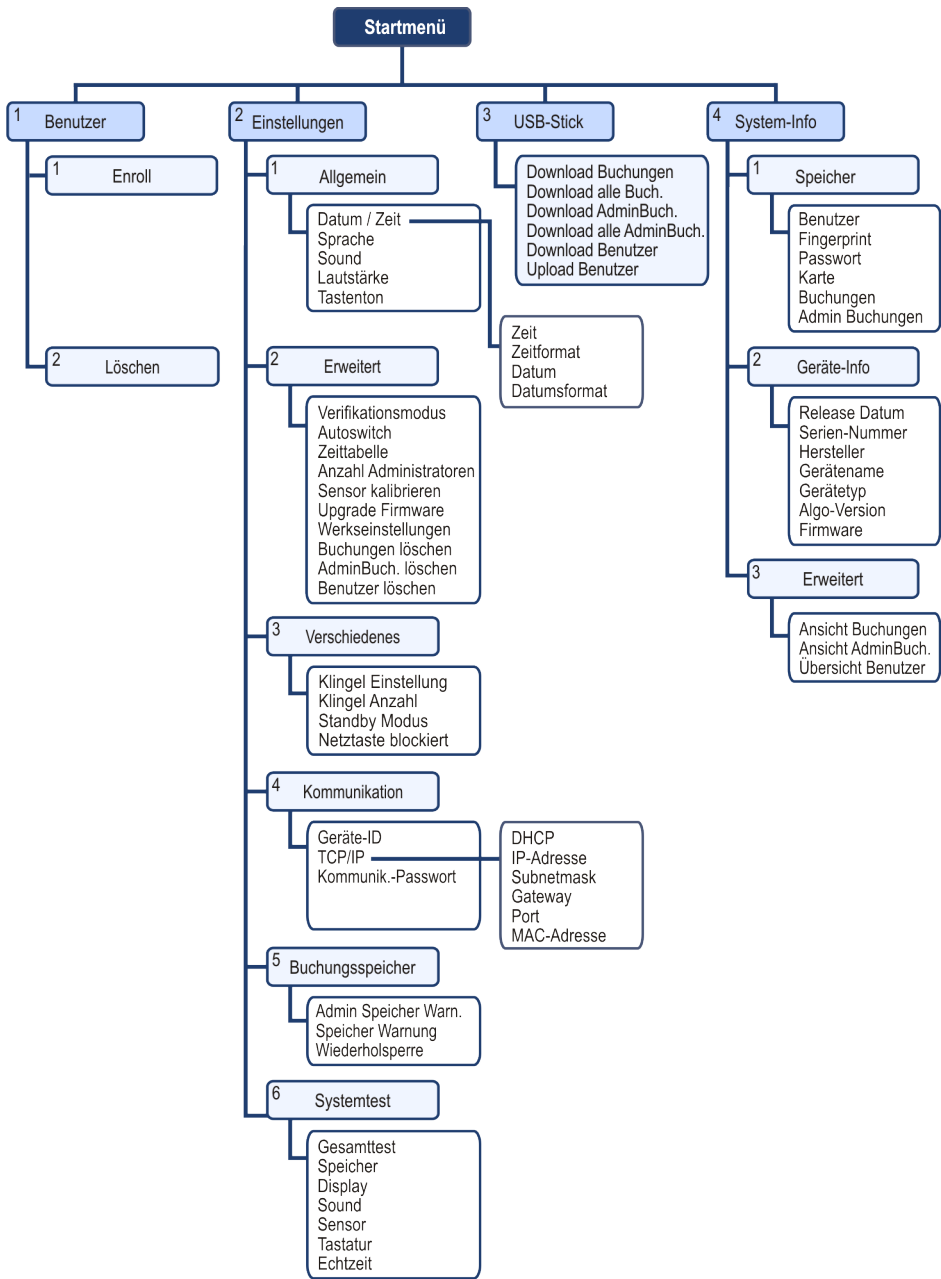 Startmenü
1 Benutzer
1 Enroll
2 Löschen
2 Einstellungen
1 Allgemein
Datum / Zeit
Sprache
Sound
Lautstärke
Tastenton
Zeit
Zeitformat
Datum
Datumsformat
2 Erweitert
Verifikationsmodus
Autoswitch
Zeittabelle
Anzahl Administratoren
Sensor kalibrieren
Upgrade Firmware
Werkseinstellungen
Buchungen löschen
AdminBuch. löschen
Benutzer löschen
3 Verschiedenes
Klingel Einstellung
Klingel Anzahl
Standby Modus
Netztaste blockiert
4 Kommunikation
Geräte-ID
TCP/IP
Kommunik.-Passwort
DHCP
IP-Adresse
Subnetmask
Gateway
Port
MAC-Adresse
5 Buchungsspeicher
Admin Speicher Warn.
Speicher Warnung
Wiederholsperre
6 Systemtest
Gesamttest
Speicher
Display
Sound
Sensor
Tastatur
Echtzeit
3 USB-Stick
Download Buchungen
Download alle Buch.
Download AdminBuch.
Download alle AdminBuch.
Download Benutzer
Upload Benutzer
4 System-Info
1 Speicher
Benutzer
Fingerprint
Passwort
Karte
Buchungen
Admin Buchungen
2 Geräte-Info
Release Datum
Serien-Nummer
Hersteller
Gerätename
Gerätetyp
Algo-Version
Firmware
3 Erweitert
Ansicht Buchungen
Ansicht AdminBuch.
Übersicht Benutzer